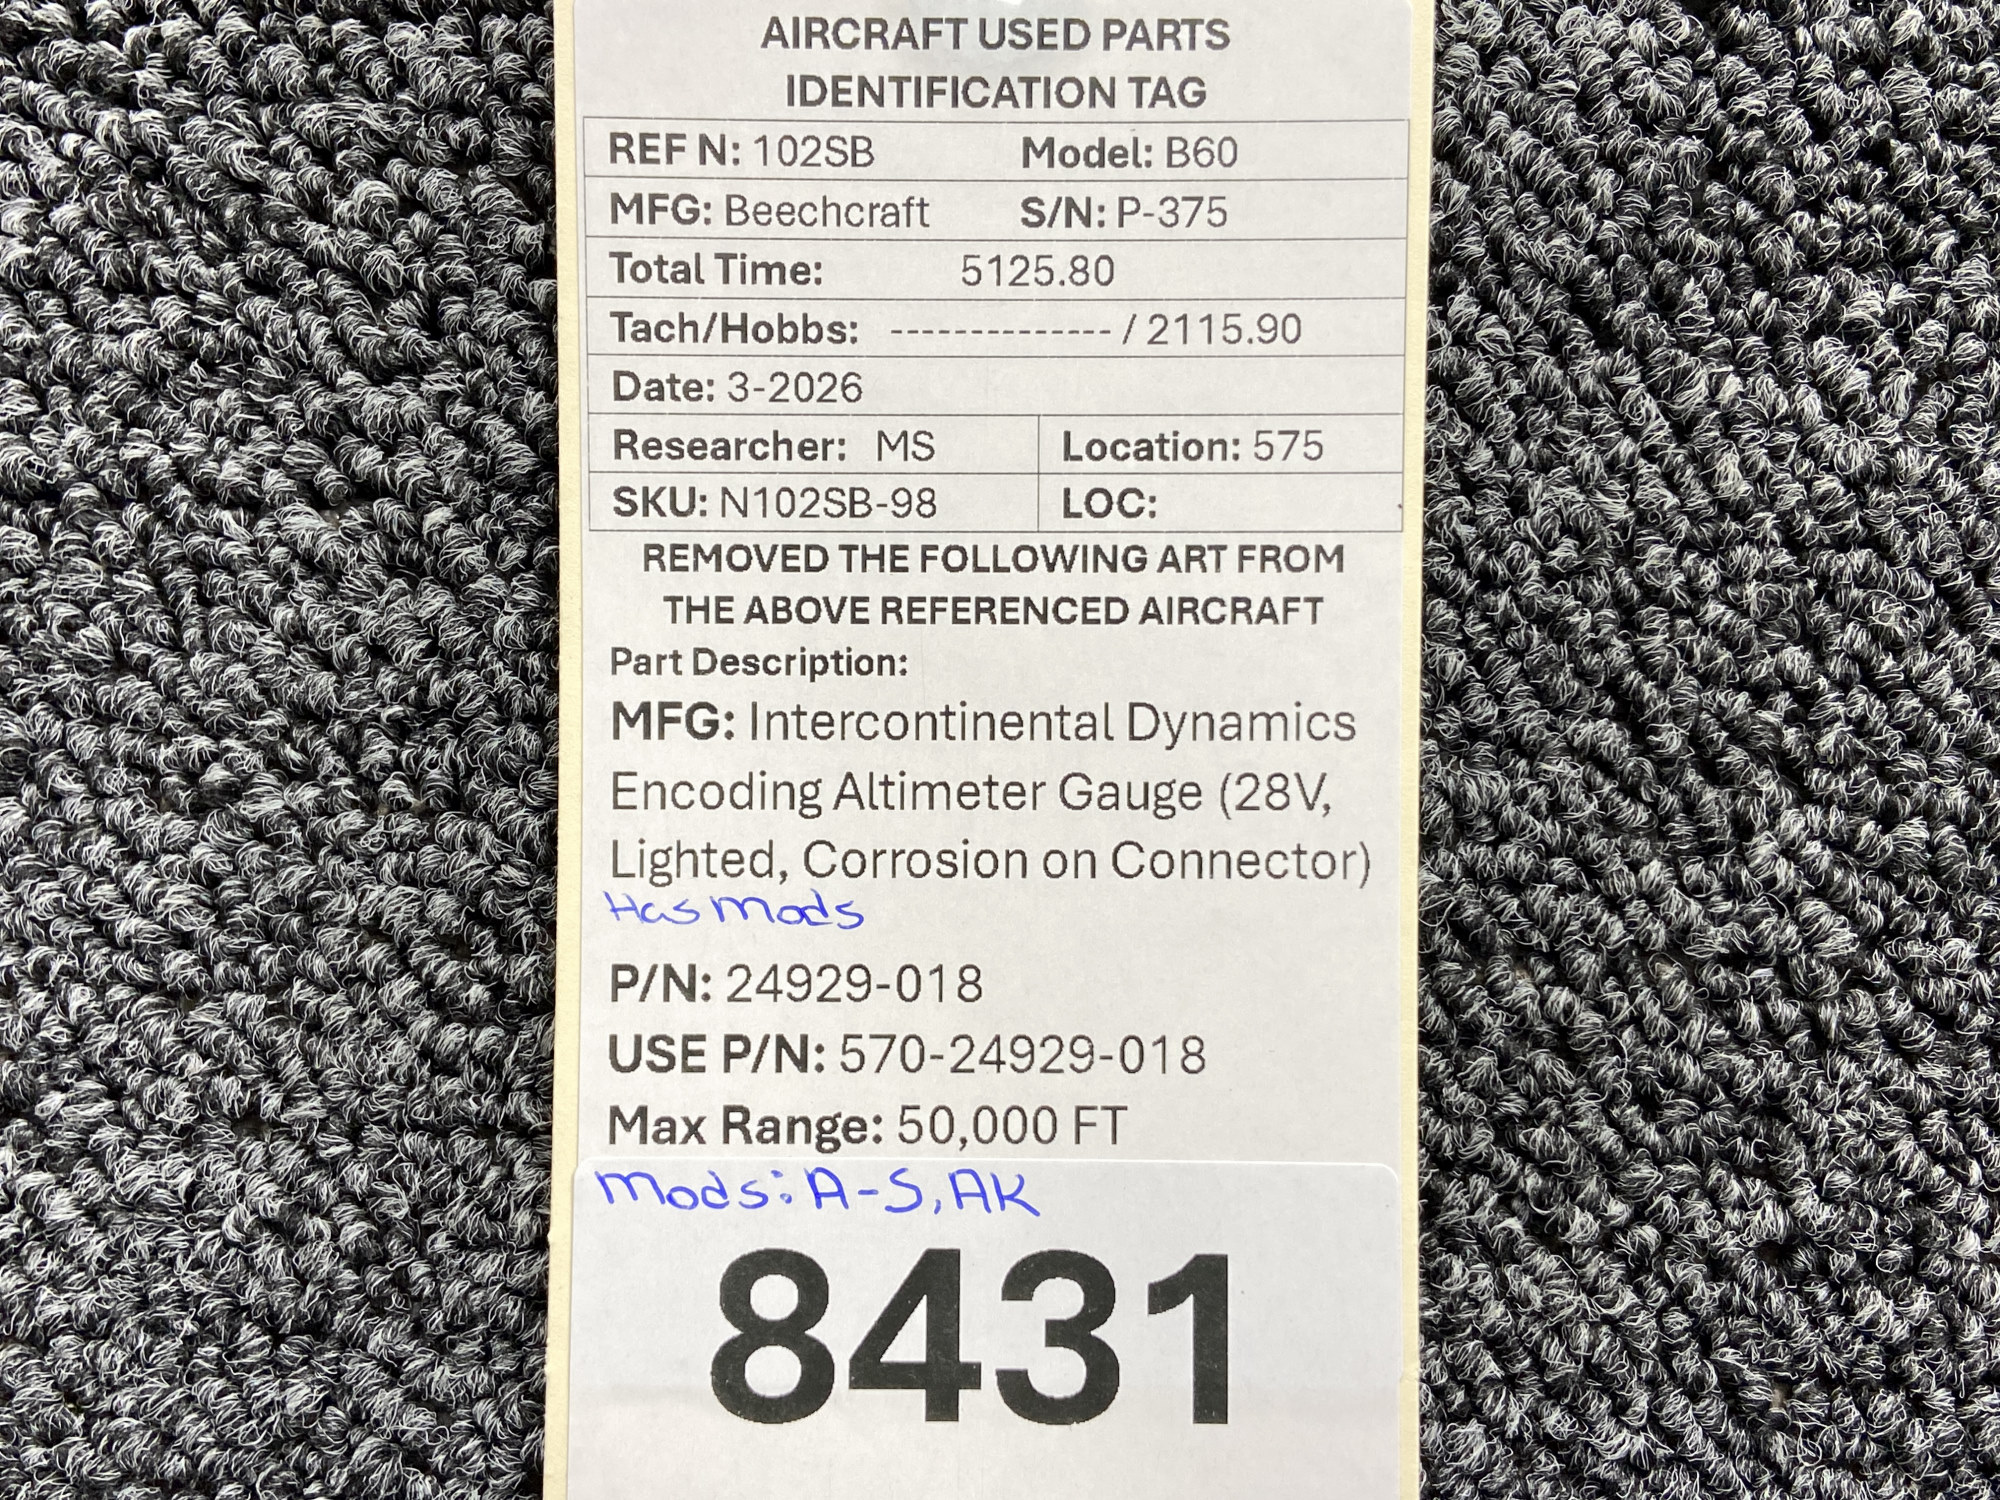 AIRCRAFT USED PARTS
IDENTIFICATION TAG
REF N: 102SB Model: B60
MFG: Beechcraft S/N: P-375
Total Time: 5125.80
Tach/Hobbs: -------------- / 2115.90
Date: 3-2026
Researcher: MS Location: 575
SKU: N102SB-98 LOC:
REMOVED THE FOLLOWING ART FROM
THE ABOVE REFERENCED AIRCRAFT
Part Description:
MFG: Intercontinental Dynamics
Encoding Altimeter Gauge (28V,
Lighted, Corrosion on Connector)
Has Mods
P/N: 24929-018
USE P/N: 570-24929-018
Max Range: 50,000 FT
Mods: A-S, AK
8431